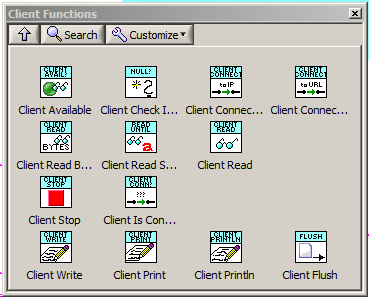 Client Functions
Search Customize
CLIENT AVAIL? NULL? CLIENT CONNECT to IP CLIENT CONNECT to URL
Client Available Client Check I... Client Connec... Client Connec...
CLIENT READ BYTES READ UNTIL a CLIENT READ
Client Read B... Client Read S... Client Read
CLIENT STOP CLIENT CONN? ???
Client Stop Client Is Con...
CLIENT WRITE CLIENT PRINT CLIENT PRINTLN FLUSH
Client Write Client Print Client Println Client Flush